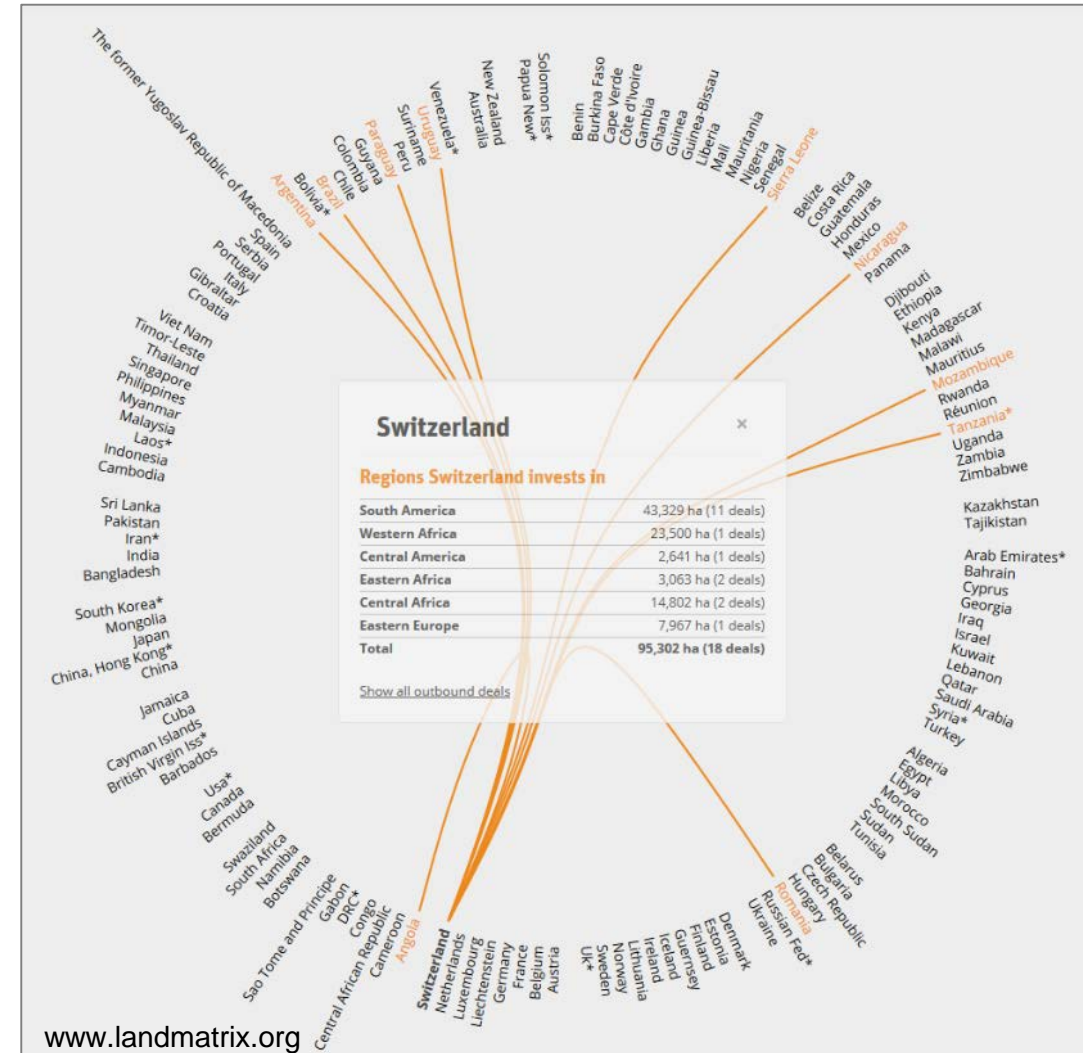 The former Yugoslav Republic of Macedonia
Spain
Serbia
Portugal
Italy
Gibraltar
Croatia
Viet Nam
Timor-Leste
Thailand
Singapore
Philippines
Myanmar
Malaysia
Laos*
Indonesia
Cambodia
Sri Lanka
Pakistan
Iran*
India
Bangladesh
South Korea*
Mongolia
Japan
China, Hong Kong*
China
Jamaica
Cuba
Cayman Islands
British Virgin Iss*
Barbados
Usa*
Canada
Bermuda
Swaziland
South Africa
Namibia
Botswana
Sao Tome and Principe
Gabon
DRC*
Congo
Central African Republic
Cameroon
Angola
Switzerland
Netherlands
Luxembourg
Liechtenstein
Germany
France
Belgium
Austria
Uk*
Sweden
Norway
Lithuania
Ireland
Iceland
Guernsey
Finland
Estonia
Denmark
Ukraine
Russian Fed*
Romania
Hungary
Czech Republic
Bulgaria
Belarus
Tunisia
Sudan
South Sudan
Morocco
Libya
Egypt
Algeria
Turkey
Syria*
Saudi Arabia
Qatar
Lebanon
Kuwait
Israel
Iraq
Georgia
Cyprus
Bahrain
Arab Emirates*
Tajikistan
Kazakhstan
Zimbabwe
Zambia
Uganda
Tanzania*
Réunion
Rwanda
Mozambique
Mauritius
Malawi
Madagascar
Kenya
Ethiopia
Djibouti
Panama
Nicaragua
Mexico
Honduras
Guatemala
Costa Rica
Belize
Sierra Leone
Senegal
Nigeria
Mauritania
Mali
Liberia
Guinea-Bissau
Guinea
Ghana
Gambia
Côte d'Ivoire
Cape Verde
Burkina Faso
Benin
Solomon Iss*
Papua New*
New Zealand
Australia
Venezuela*
Uruguay
Suriname
Peru
Paraguay
Guyana
Colombia
Chile
Brazil
Bolivia*
Argentina
Switzerland ×
Regions Switzerland invests in
South America 43,329 ha (11 deals)
Western Africa 23,500 ha (1 deals)
Central America 2,641 ha (1 deals)
Eastern Africa 3,063 ha (2 deals)
Central Africa 14,802 ha (2 deals)
Eastern Europe 7,967 ha (1 deals)
Total 95,302 ha (18 deals)
Show all outbound deals
www.landmatrix.org